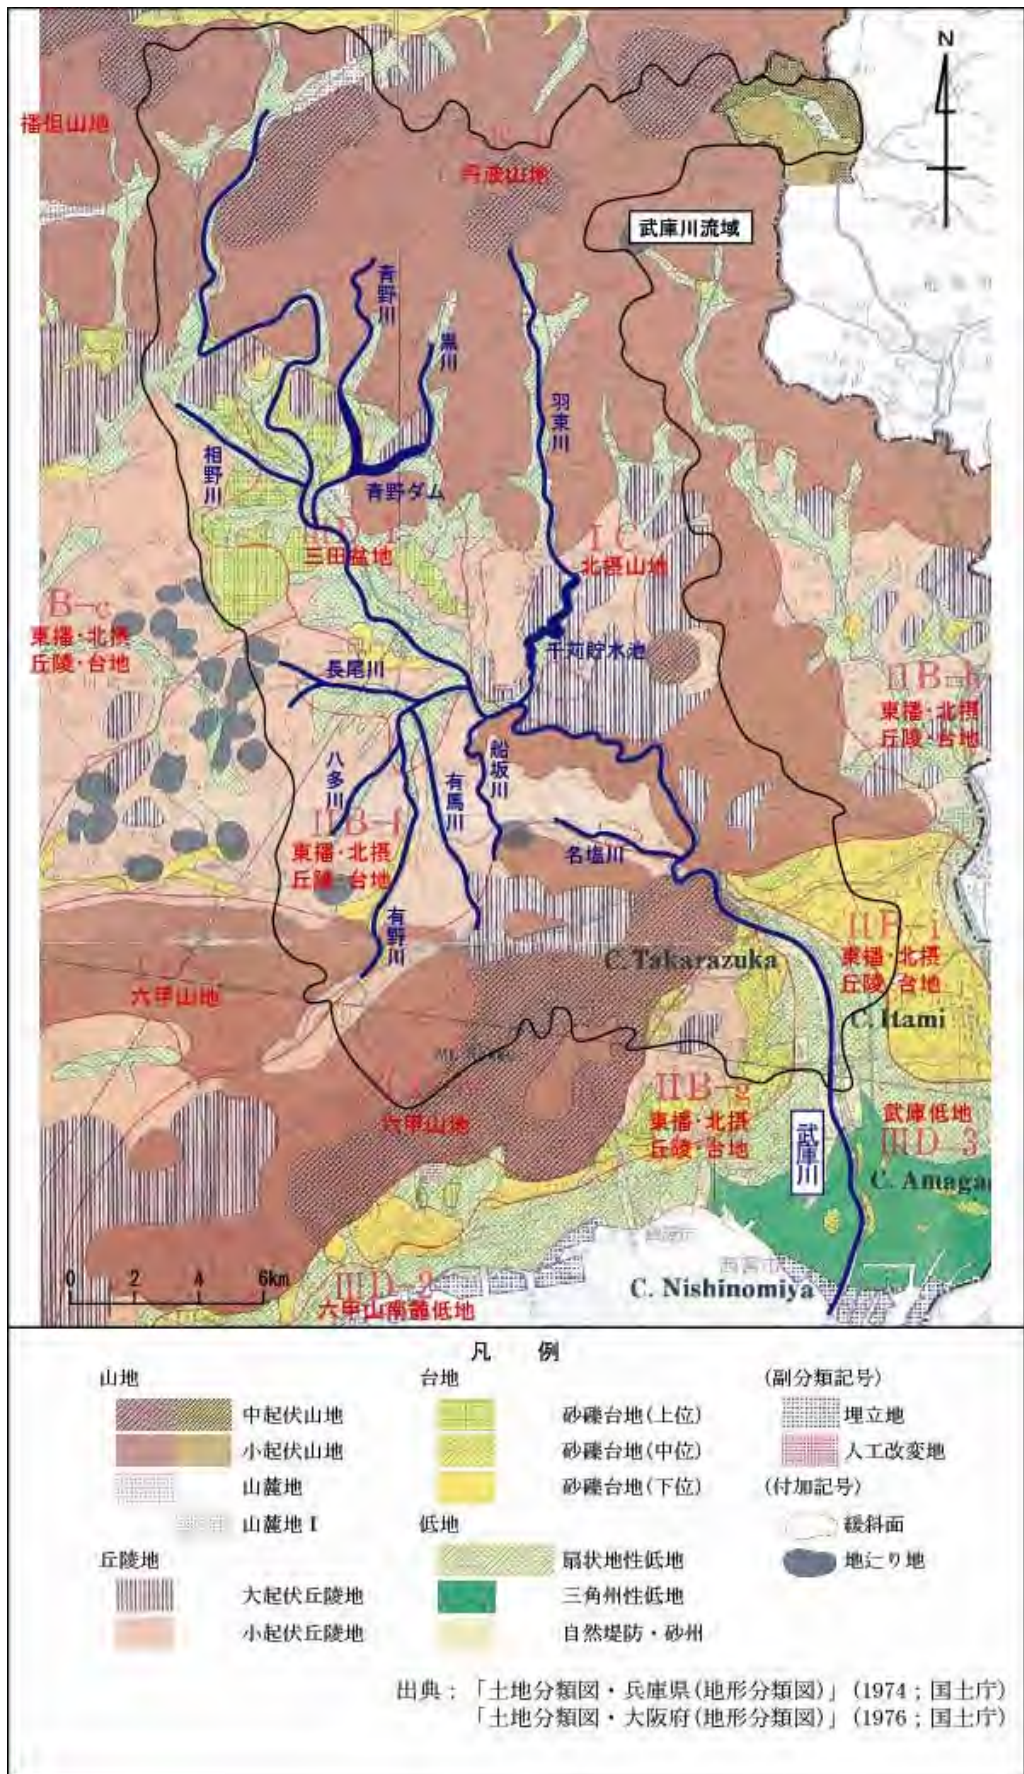 N
播但山地
丹波山地
武庫川流域
青野川
黒川
羽束川
相野川
青野ダム
三田盆地
I C
北摂山地
B-c
東播・北摂
丘陵・台地
千苅貯水池
長尾川
II B-h
東播・北摂
丘陵・台地
船坂川
八多川
有馬川
II B-f
東播・北摂
丘陵・台地
名塩川
有野川
II B-i
東播・北摂
丘陵・台地
C. Takarazuka
六甲山地
C. Itami
六甲山地
II B-g
東播・北摂
丘陵・台地
武庫低地
III D-3
武庫川
C. Amaga
西宮市
C. Nishinomiya
0 2 4 6km
III D-2
六甲山南麓低地
凡 例
山地
中起伏山地
小起伏山地
山麓地
山麓地 I
丘陵地
大起伏丘陵地
小起伏丘陵地
台地
砂礫台地(上位)
砂礫台地(中位)
砂礫台地(下位)
低地
扇状地性低地
三角州性低地
自然堤防・砂州
(副分類記号)
埋立地
人工改変地
(付加記号)
緩斜面
地辷り地
出典:「土地分類図・兵庫県(地形分類図)」(1974;国土庁)
「土地分類図・大阪府(地形分類図)」(1976;国土庁)